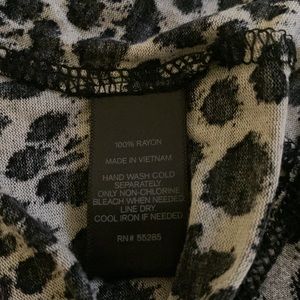 100% RAYON
MADE IN VIETNAM
HAND WASH COLD
SEPARATELY.
ONLY NON-CHLORINE
BLEACH WHEN NEEDED.
LINE DRY.
COOL IRON IF NEEDED.
RN# 55285